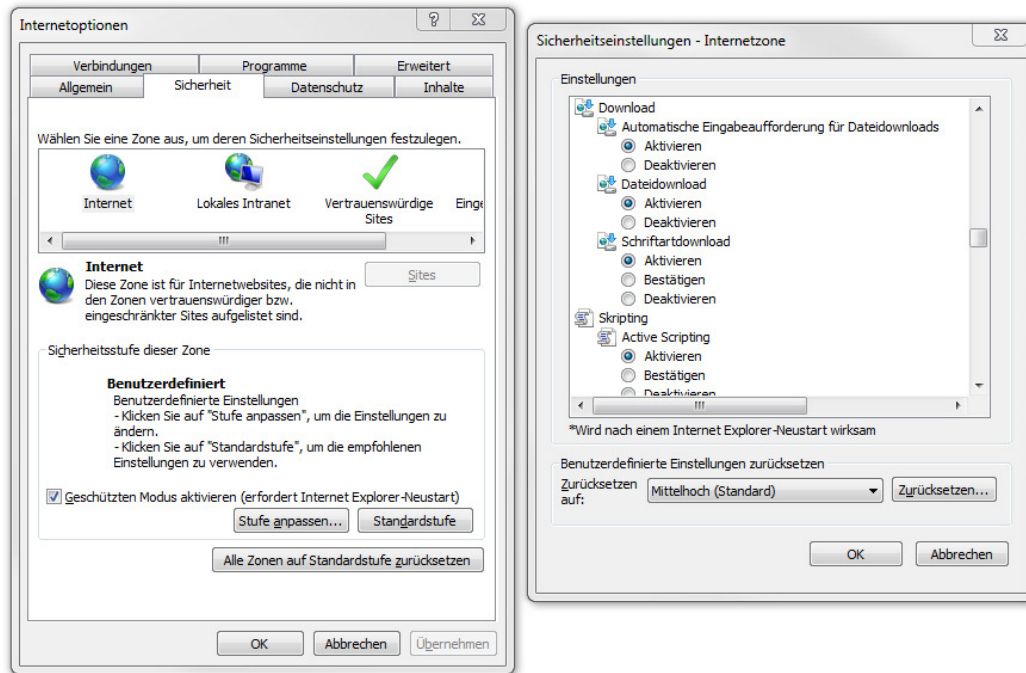 Internetoptionen
Verbindungen
Programme
Erweitert
Allgemein
Sicherheit
Datenschutz
Inhalte
Wählen Sie eine Zone aus, um deren Sicherheitseinstellungen festzulegen.
Internet
Lokales Intranet
Vertrauenswürdige
Sites
Einge
Internet
Sites
Diese Zone ist für Internetwebsites, die nicht in
den Zonen vertrauenswürdiger bzw.
eingeschränkter Sites aufgelistet sind.
Sicherheitsstufe dieser Zone
Benutzerdefiniert
Benutzerdefinierte Einstellungen
- Klicken Sie auf "Stufe anpassen", um die Einstellungen zu
ändern.
- Klicken Sie auf "Standardstufe", um die empfohlenen
Einstellungen zu verwenden.
Geschützten Modus aktivieren (erfordert Internet Explorer-Neustart)
Stufe anpassen...
Standardstufe
Alle Zonen auf Standardstufe zurücksetzen
OK
Abbrechen
Übernehmen
Sicherheitseinstellungen - Internetzone
Einstellungen
Download
Automatische Eingabeaufforderung für Dateidownloads
Aktivieren
Deaktivieren
Dateidownload
Aktivieren
Deaktivieren
Schriftartdownload
Aktivieren
Bestätigen
Deaktivieren
Skripting
Active Scripting
Aktivieren
Bestätigen
Deaktivieren
*Wird nach einem Internet Explorer-Neustart wirksam
Benutzerdefinierte Einstellungen zurücksetzen
Zurücksetzen
auf:
Mittelhoch (Standard)
Zurücksetzen...
OK
Abbrechen